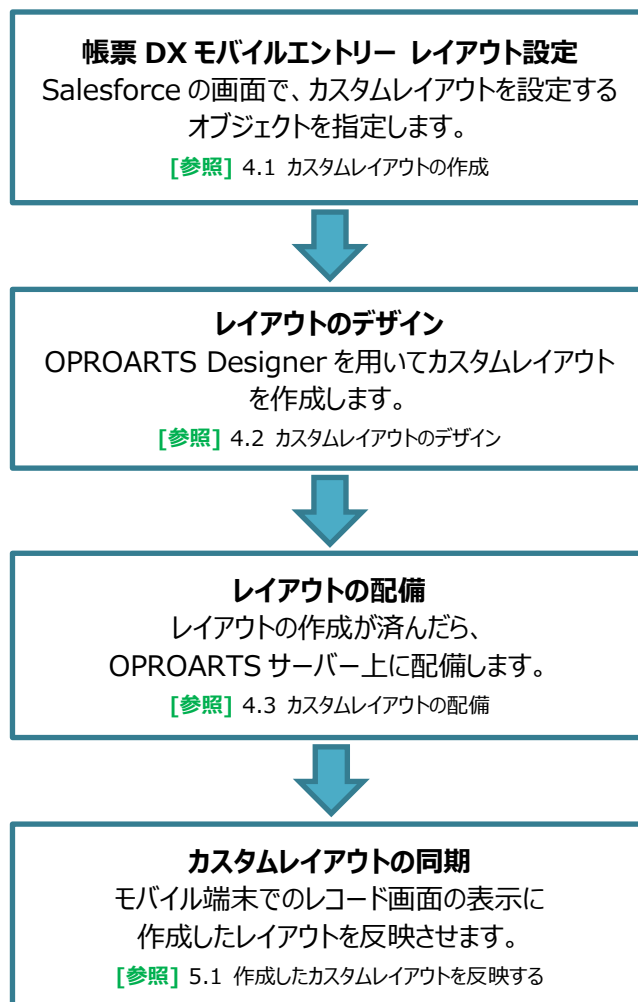 帳票 DX モバイルエントリー レイアウト設定
Salesforce の画面で、カスタムレイアウトを設定する
オブジェクトを指定します。
[参照] 4.1 カスタムレイアウトの作成
レイアウトのデザイン
OPROARTS Designer を用いてカスタムレイアウト
を作成します。
[参照] 4.2 カスタムレイアウトのデザイン
レイアウトの配備
レイアウトの作成が済んだら、
OPROARTS サーバー上に配備します。
[参照] 4.3 カスタムレイアウトの配備
カスタムレイアウトの同期
モバイル端末でのレコード画面の表示に
作成したレイアウトを反映させます。
[参照] 5.1 作成したカスタムレイアウトを反映する